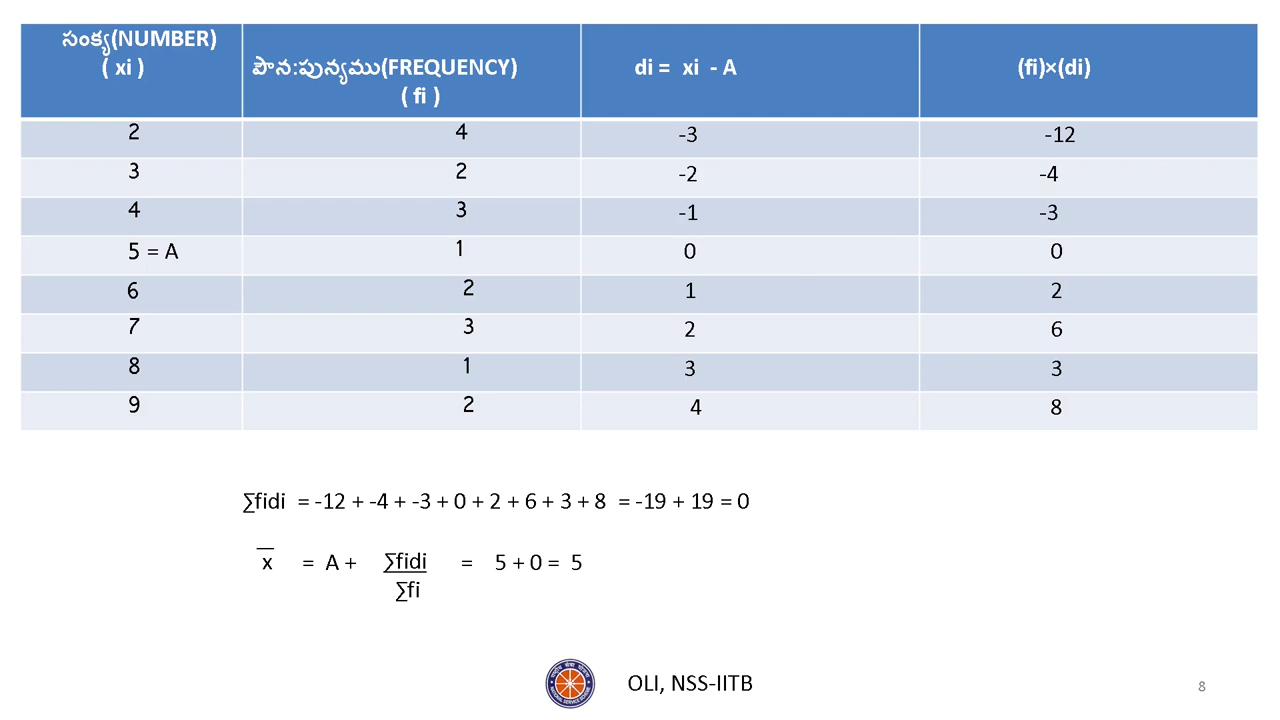 సంఖ్య(NUMBER)
( xi )
పౌన:పున్యము(FREQUENCY)
( fi )
di = xi - A
(fi)×(di)
2 4 -3 -12
3 2 -2 -4
4 3 -1 -3
5 = A 1 0 0
6 2 1 2
7 3 2 6
8 1 3 3
9 2 4 8
∑fidi = -12 + -4 + -3 + 0 + 2 + 6 + 3 + 8 = -19 + 19 = 0
x̅ = A + ∑fidi = 5 + 0 = 5
∑fi
OLI, NSS-IITB
8